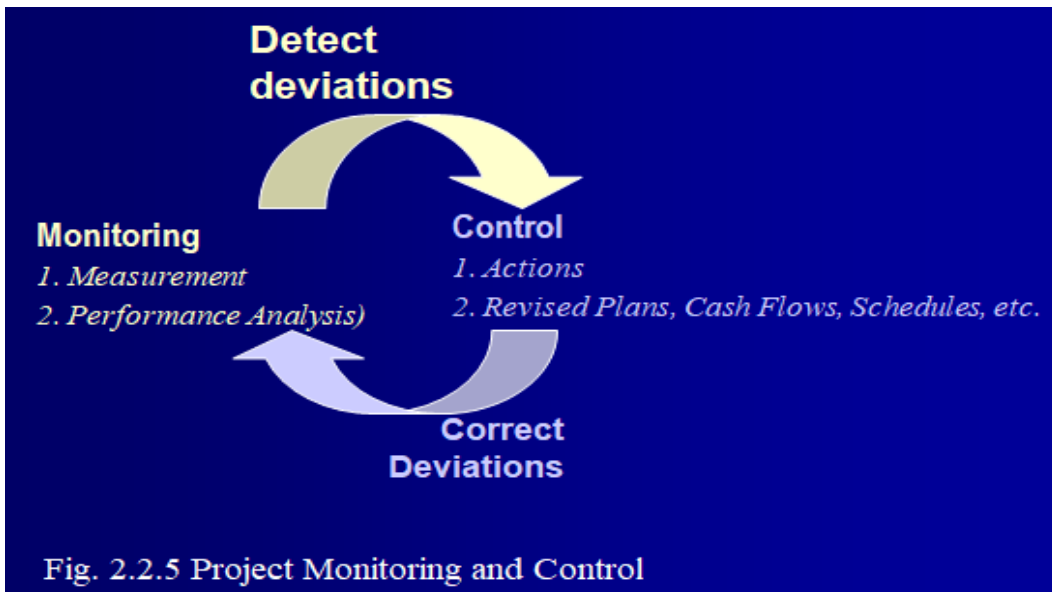 Detect
deviations
Monitoring
1. Measurement
2. Performance Analysis)
Control
1. Actions
2. Revised Plans, Cash Flows, Schedules, etc.
Correct
Deviations
Fig. 2.2.5 Project Monitoring and Control